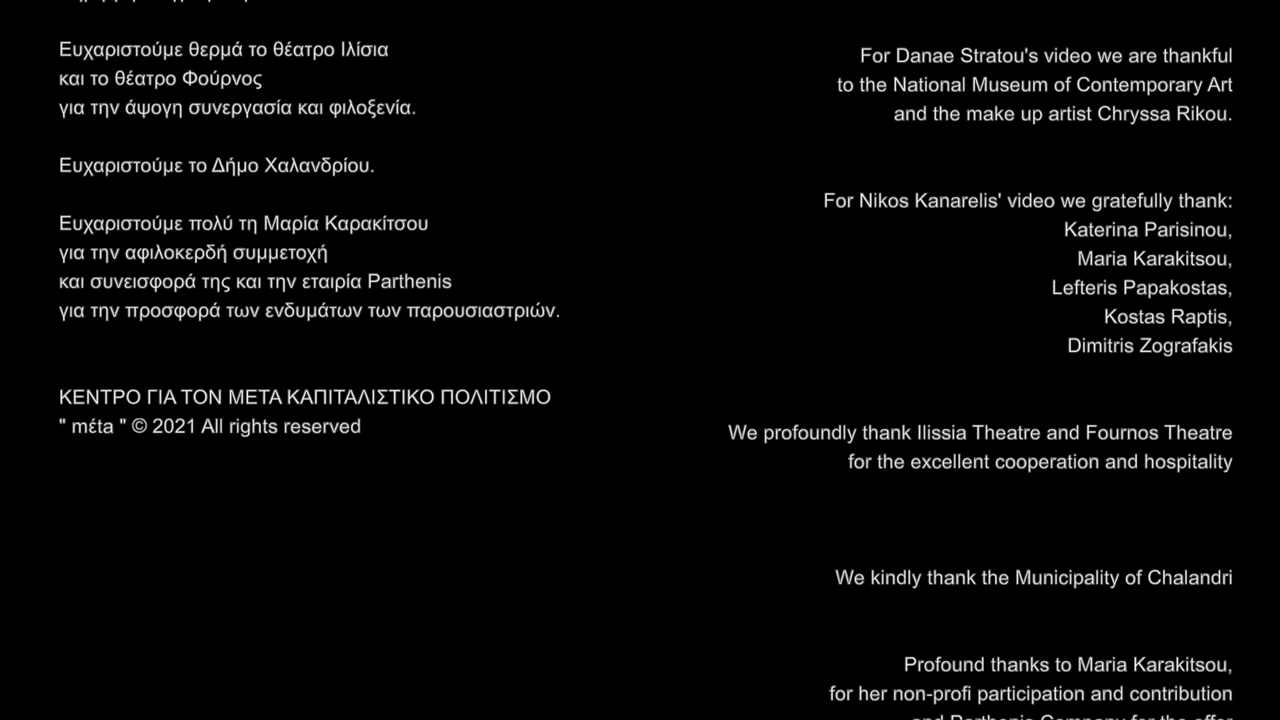 Ευχαριστούμε θερμά το θέατρο Ιλίσια
και το θέατρο Φούρνος
για την άψογη συνεργασία και φιλοξενία.
Ευχαριστούμε το Δήμο Χαλανδρίου.
Ευχαριστούμε πολύ τη Μαρία Καρακίτσου
για την αφιλοκερδή συμμετοχή
και συνεισφορά της και την εταιρία Parthenis
για την προσφορά των ενδυμάτων των παρουσιαστριών.
ΚΕΝΤΡΟ ΓΙΑ ΤΟΝ ΜΕΤΑ ΚΑΠΙΤΑΛΙΣΤΙΚΟ ΠΟΛΙΤΙΣΜΟ
" mέta " © 2021 All rights reserved
For Danae Stratou's video we are thankful
to the National Museum of Contemporary Art
and the make up artist Chryssa Rikou.
For Nikos Kanarelis' video we gratefully thank:
Katerina Parisinou,
Maria Karakitsou,
Lefteris Papakostas,
Kostas Raptis,
Dimitris Zografakis
We profoundly thank Ilissia Theatre and Fournos Theatre
for the excellent cooperation and hospitality
We kindly thank the Municipality of Chalandri
Profound thanks to Maria Karakitsou,
for her non-profi participation and contribution
and Parthenis Company for the offer